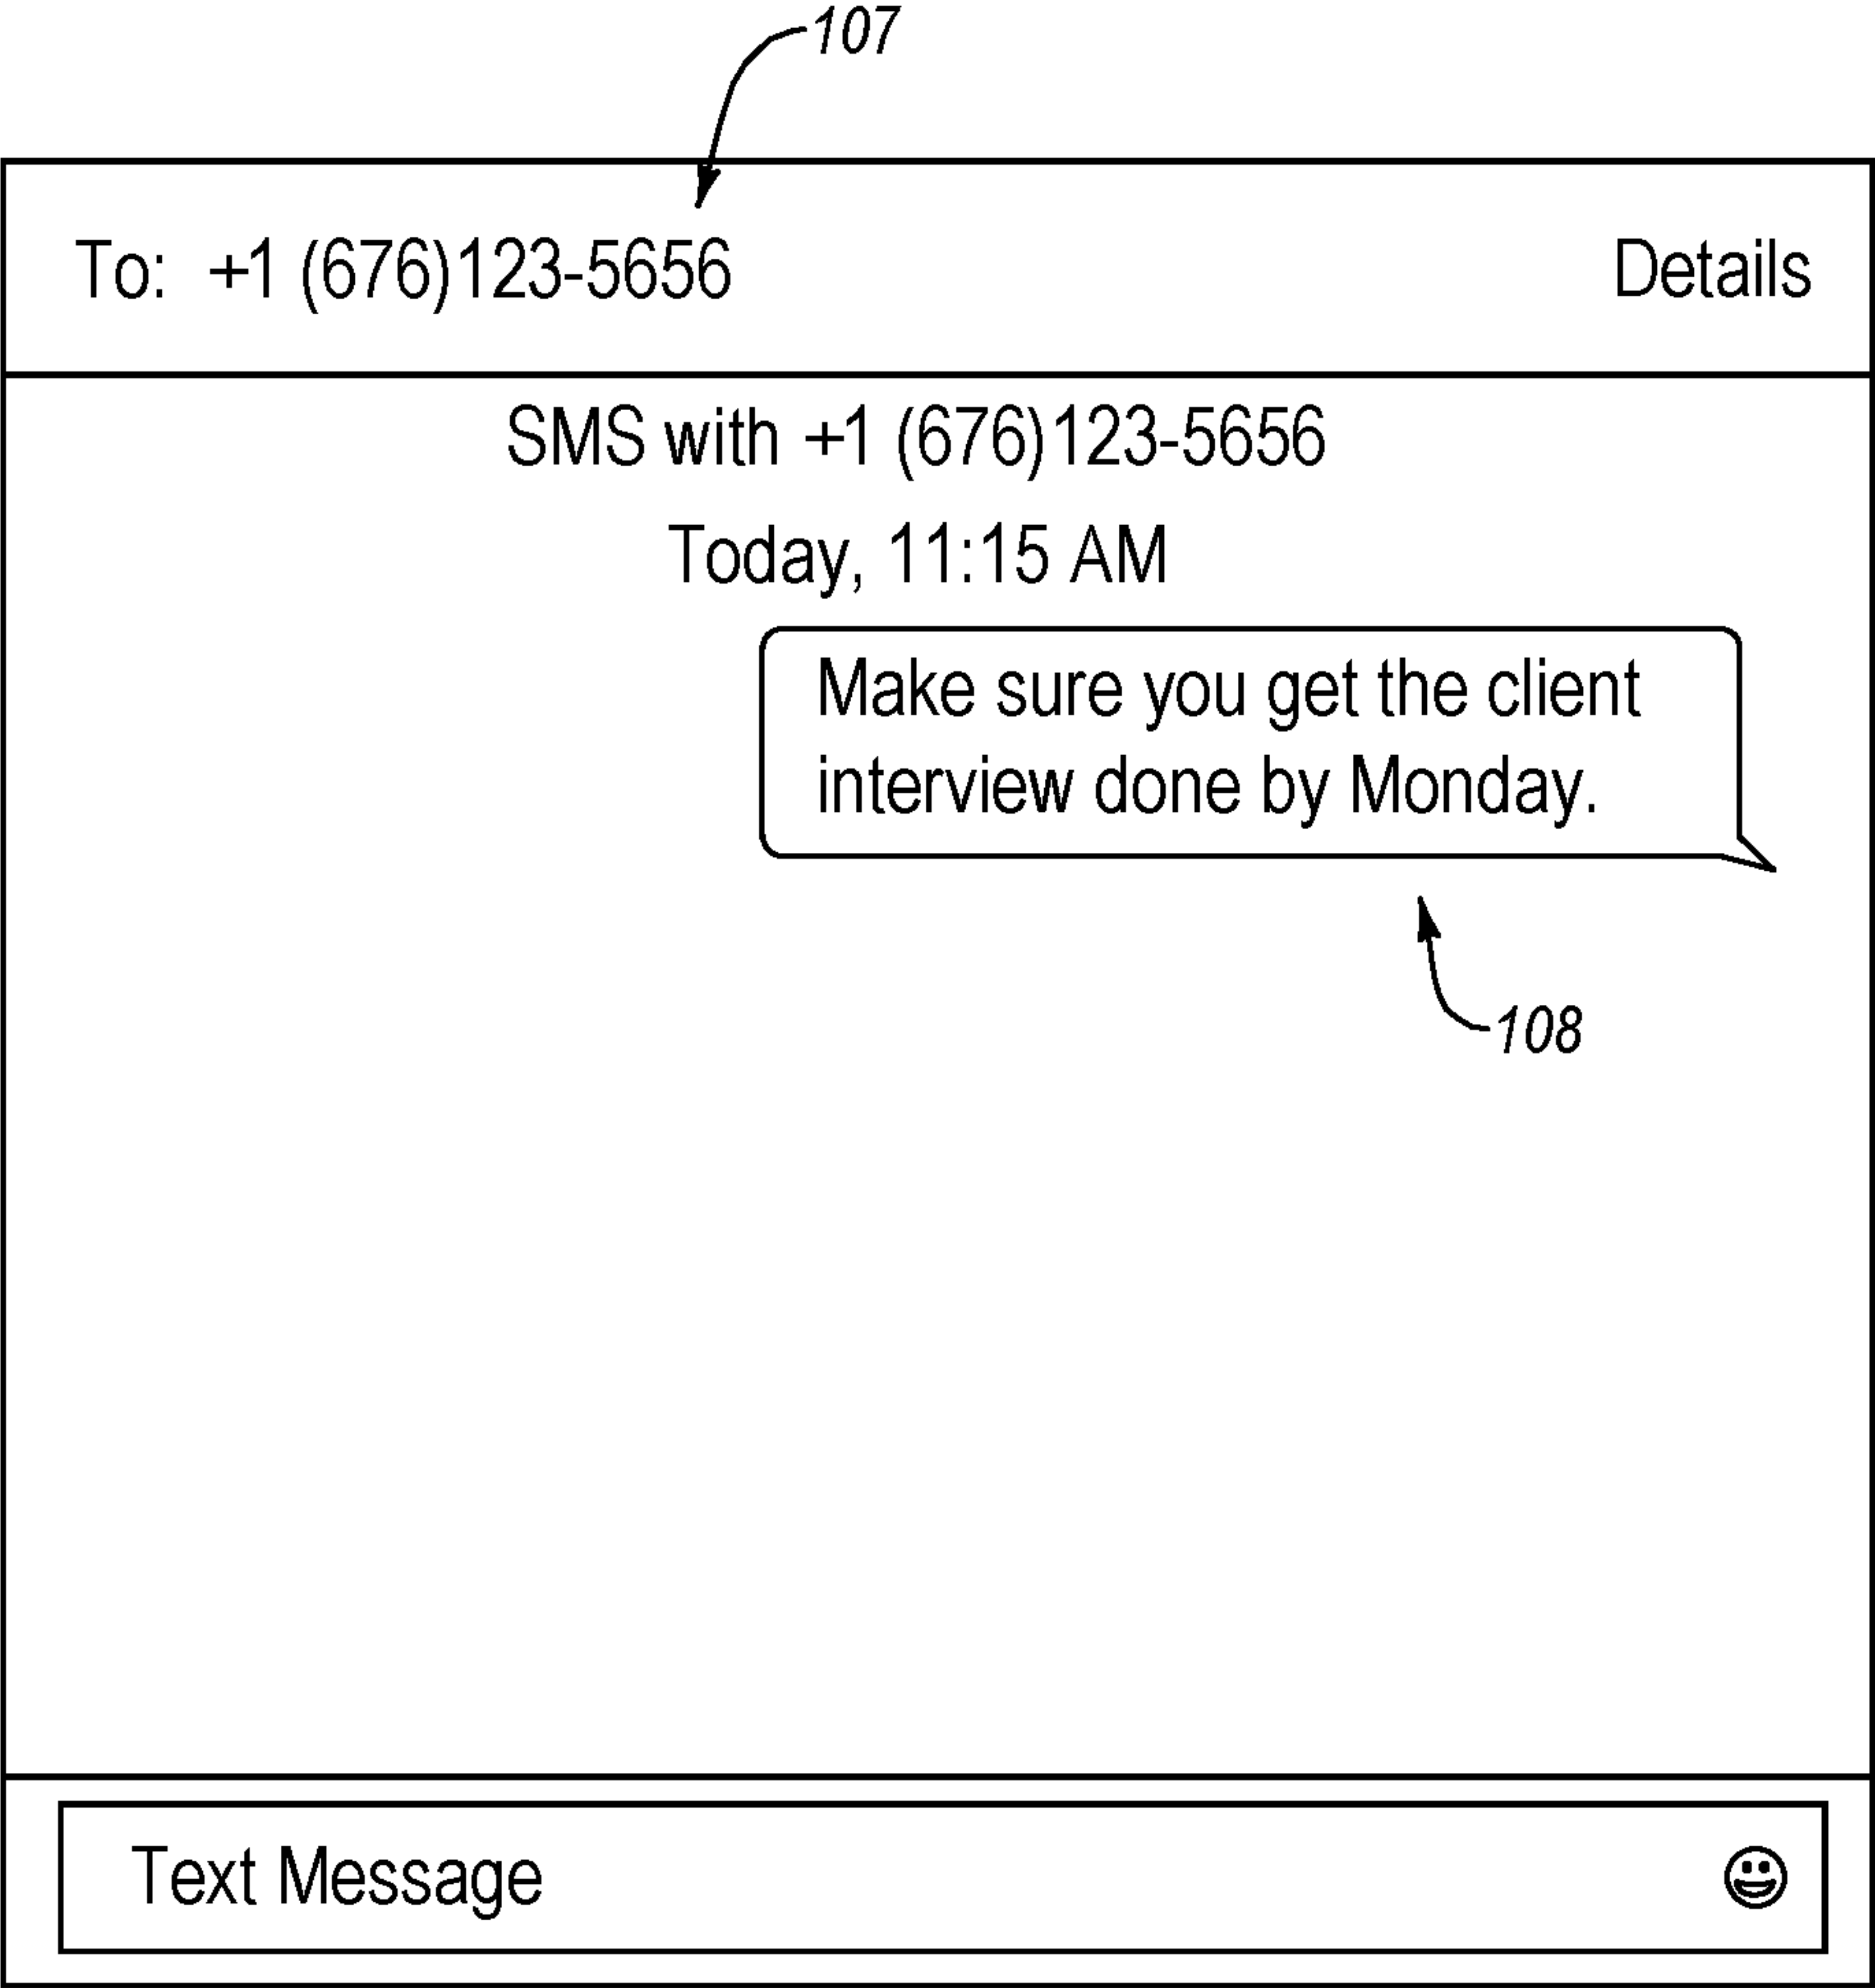 107
To: +1 (676)123-5656 Details
SMS with +1 (676)123-5656
Today, 11:15 AM
Make sure you get the client
interview done by Monday.
108
Text Message